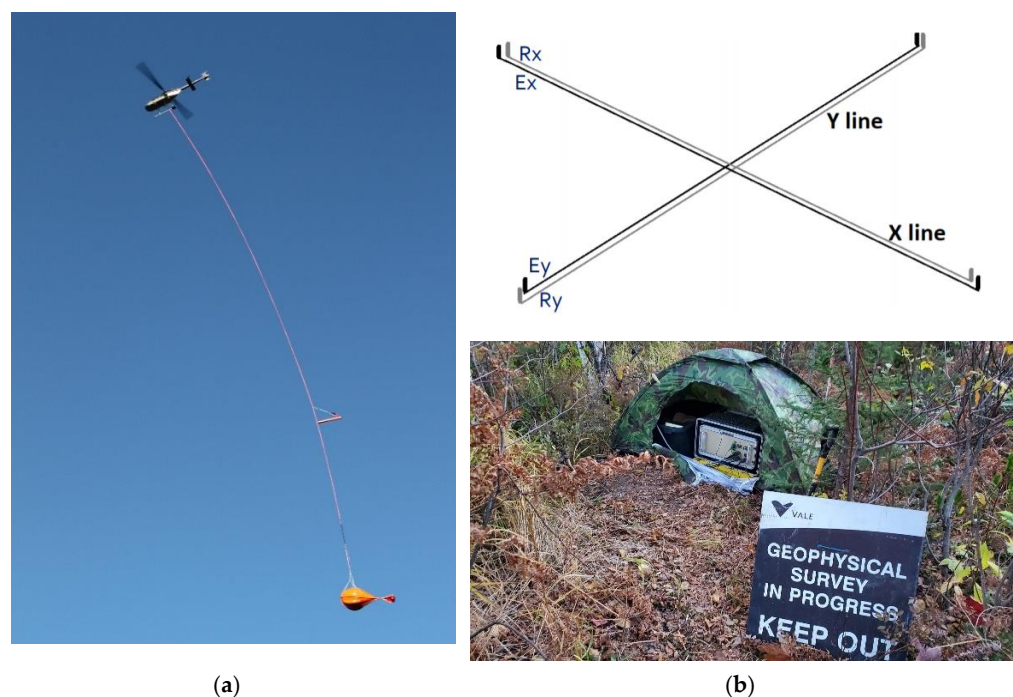 Rx
Ex
Y line
X line
Ey
Ry
VALE
GEOPHYSICAL
SURVEY
IN PROGRESS
KEEP OUT
(a)
(b)